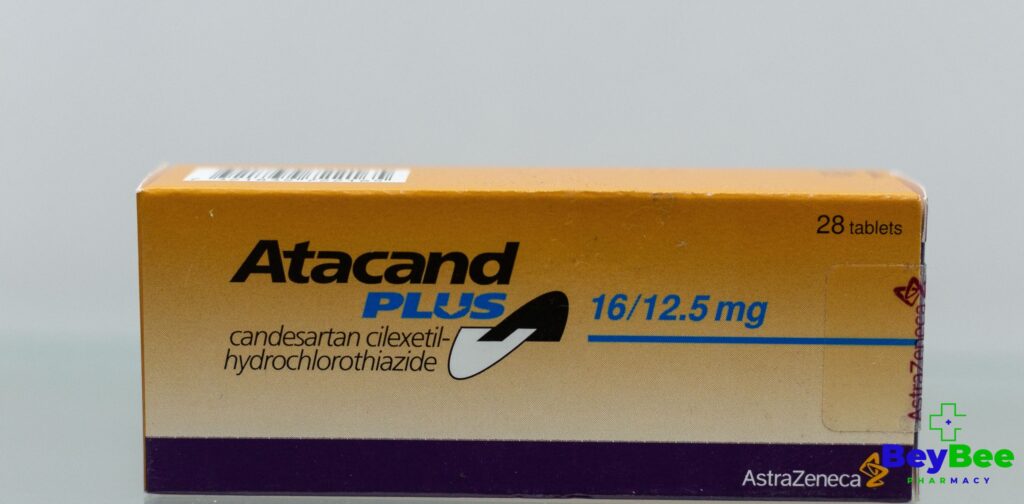 28 tablets
Atacand
PLUS
16/12.5 mg
candesartan cilexetil-
hydrochlorothiazide
AstraZeneca
AstraZeneca
BeyBee
PHARMACY